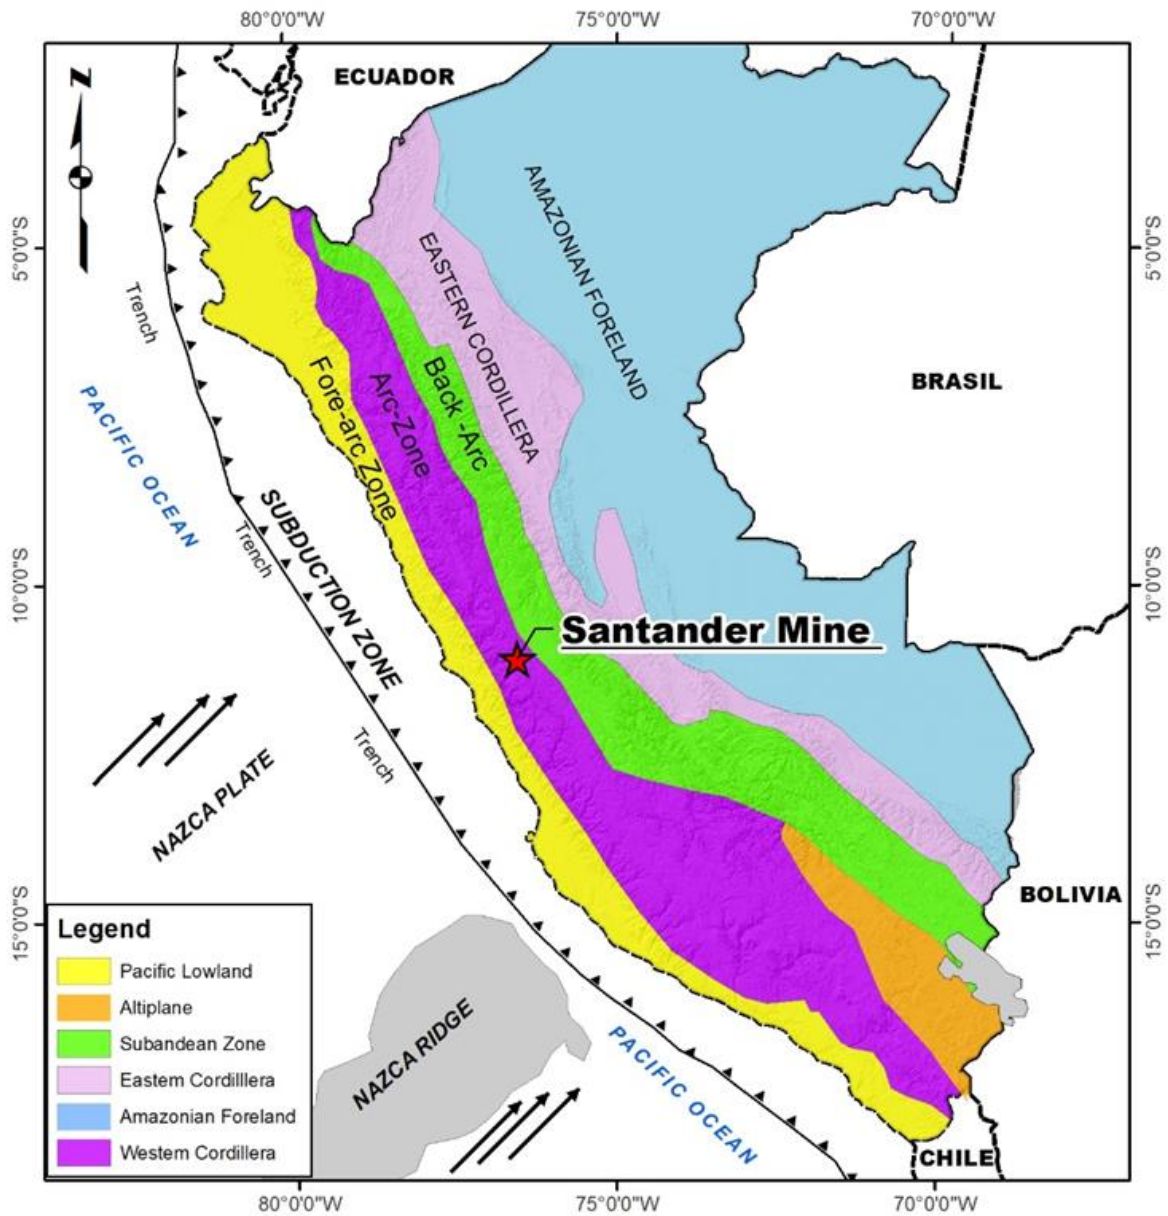 80°0'0"W
75°0'0"W
70°0'0"W
Z
ECUADOR
5°0'0"S
5°0'0"S
AMAZONIAN FORELAND
EASTERN CORDILLERA
Trench
BRASIL
Fore-arc Zone
Arc-Zone
Back -Arc
PACIFIC OCEAN
SUBDUCTION ZONE
Trench
10°0'0"S
10°0'0"S
Santander Mine
Trench
NAZCA PLATE
BOLIVIA
15°0'0"S
15°0'0"S
Legend
Pacific Lowland
Altiplane
Subandean Zone
Eastern Cordilllera
Amazonian Foreland
Western Cordillera
NAZCA RIDGE
PACIFIC OCEAN
CHILE
80°0'0"W
75°0'0"W
70°0'0"W